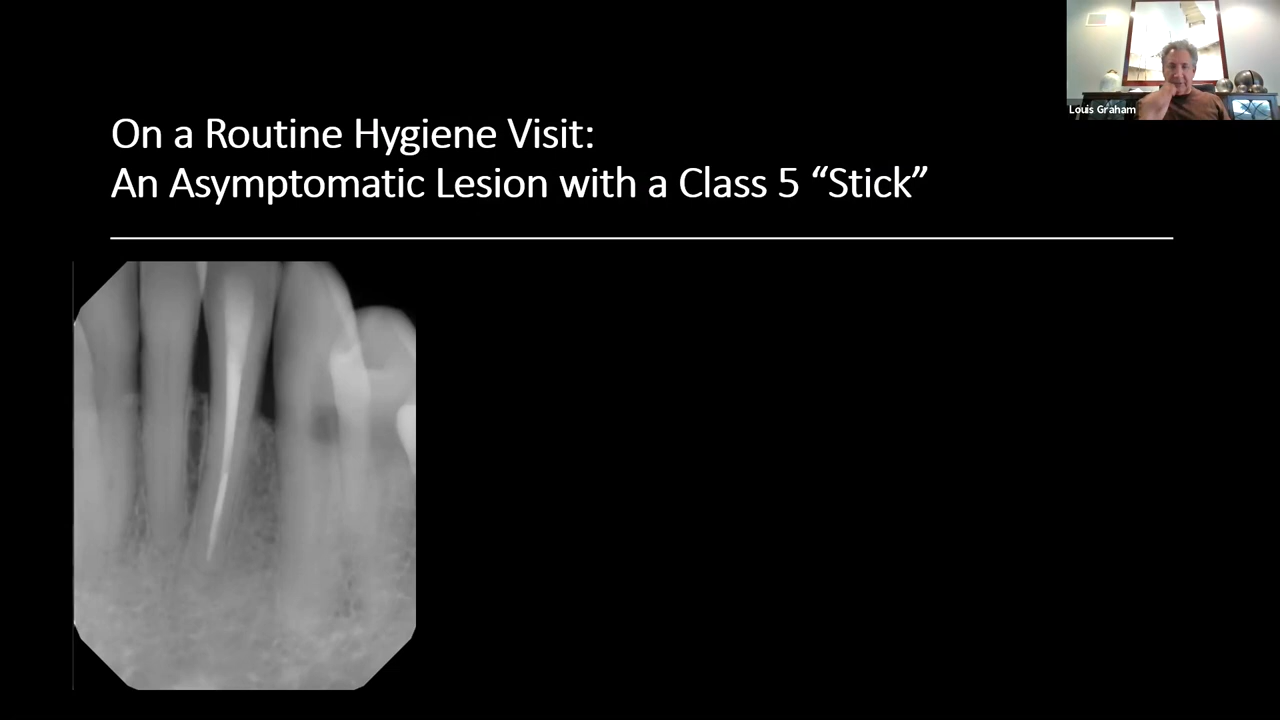 Louis Graham
On a Routine Hygiene Visit:
An Asymptomatic Lesion with a Class 5 “Stick”